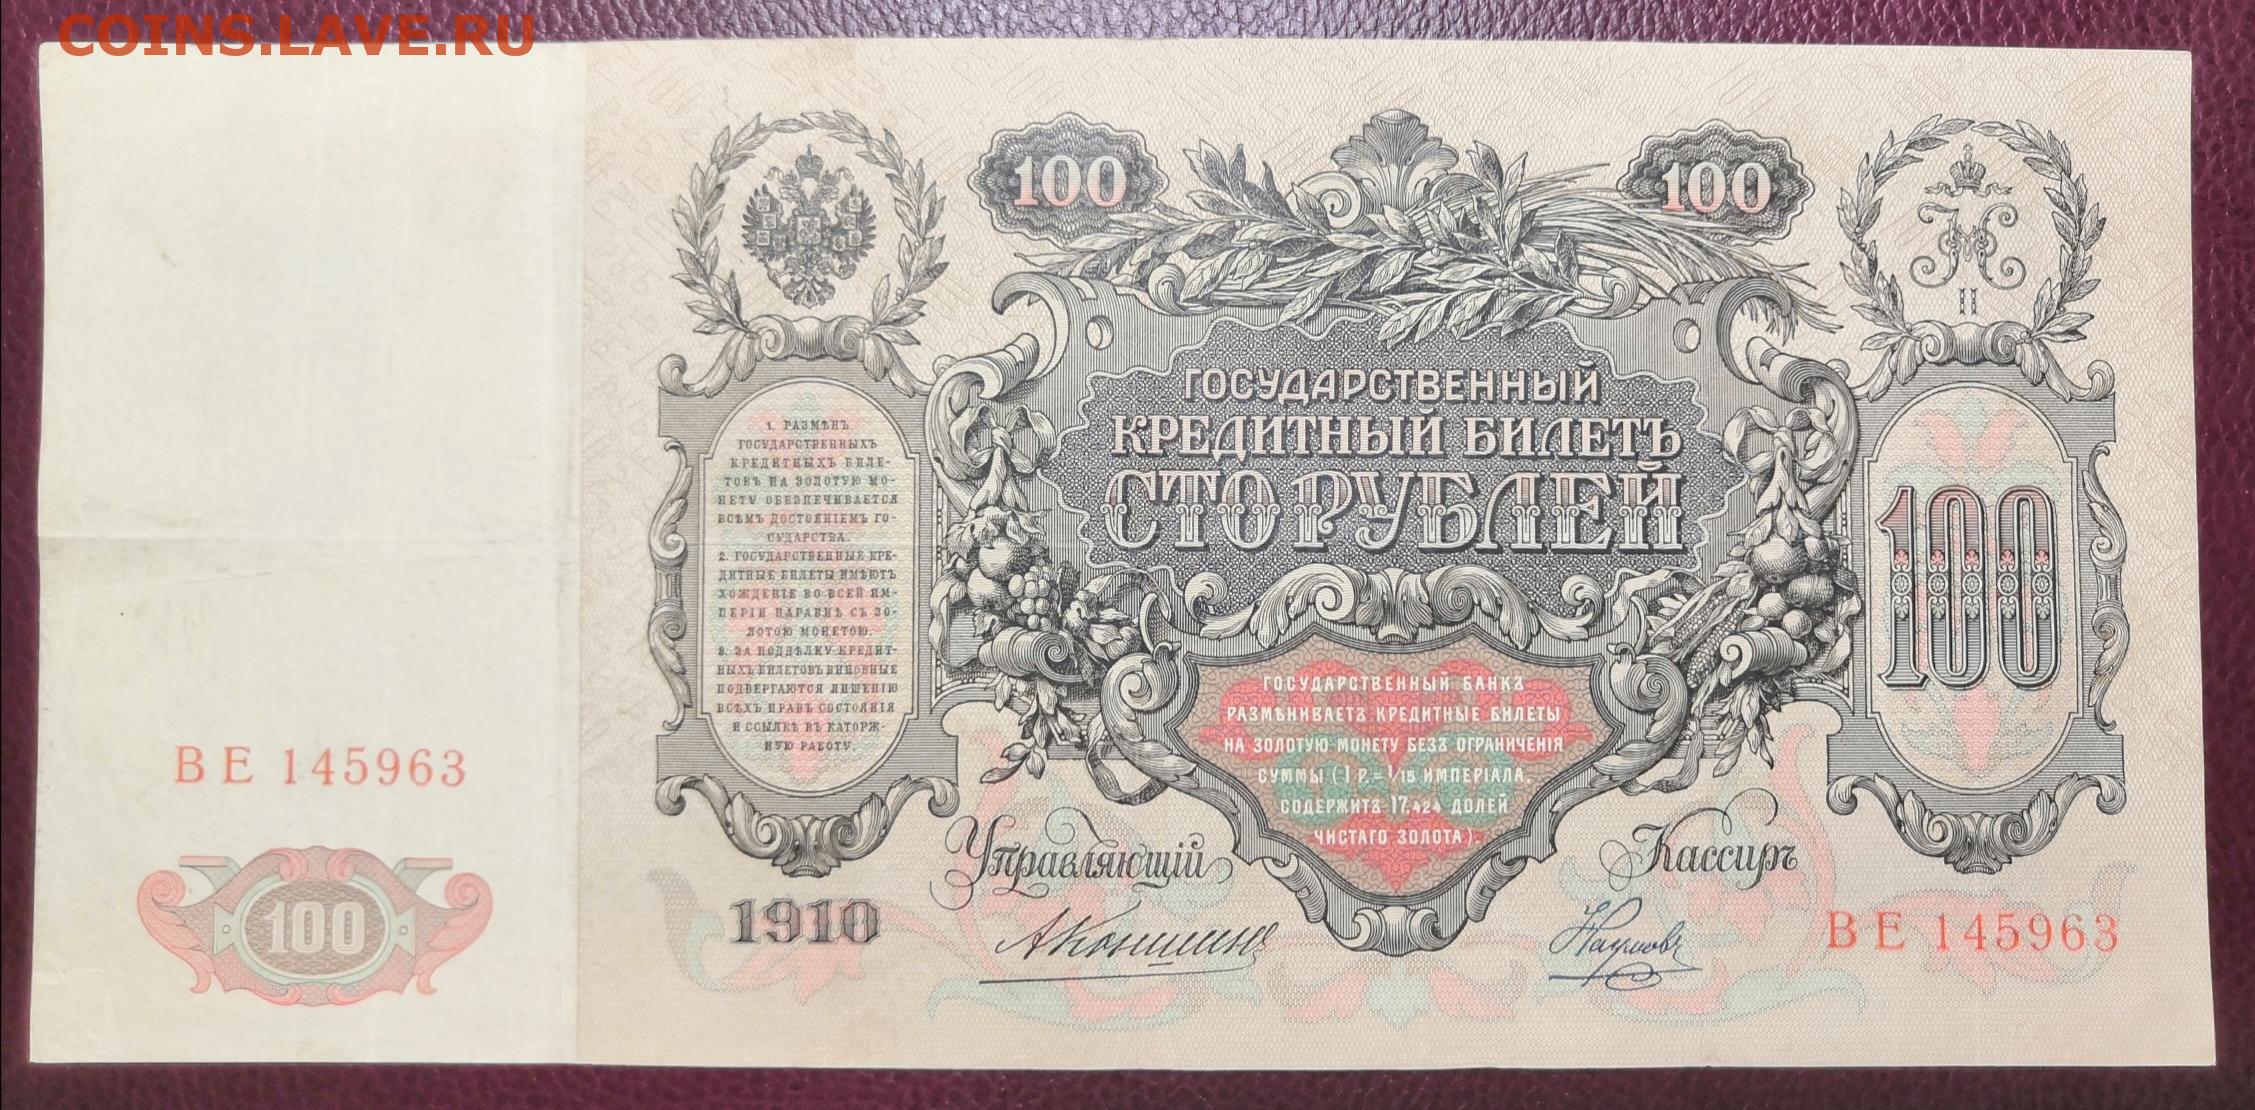 COINS.LAVE.RU
100
100
II
ГОСУДАРСТВЕННЫЙ
КРЕДИТНЫЙ БИЛЕТЪ
СТО РУБЛЕЙ
1. РАЗМѢНЪ
ГОСУДАРСТВЕННЫХЪ
КРЕДИТНЫХЪ БИЛЕ-
ТОВЪ НА ЗОЛОТУЮ МО-
НЕТУ ОБЕЗПЕЧИВАЕТСЯ
ВСѢМЪ ДОСТОЯНІЕМЪ ГО-
СУДАРСТВА.
2. ГОСУДАРСТВЕННЫЕ КРЕ-
ДИТНЫЕ БИЛЕТЫ ИМѢЮТЪ
ХОЖДЕНІЕ ВО ВСЕЙ ИМ-
ПЕРІИ НАРАВНѢ СЪ ЗО-
ЛОТОЮ МОНЕТОЮ.
3. ЗА ПОДДѢЛКУ КРЕДИТ-
НЫХЪ БИЛЕТОВЪ ВИНОВНЫЕ
ПОДВЕРГАЮТСЯ ЛИШЕНІЮ
ВСѢХЪ ПРАВЪ СОСТОЯНІЯ
И ССЫЛКѢ ВЪ КАТОРЖ-
НУЮ РАБОТУ.
100
ГОСУДАРСТВЕННЫЙ БАНКЪ
РАЗМѢНИВАЕТЪ КРЕДИТНЫЕ БИЛЕТЫ
НА ЗОЛОТУЮ МОНЕТУ БЕЗЪ ОГРАНИЧЕНІЯ
СУММЫ (1 Р.= 1/15 ИМПЕРІАЛА,
СОДЕРЖИТЪ 17,424 ДОЛЕЙ
ЧИСТАГО ЗОЛОТА).
ВЕ 145963
100
Управляющій
Кассиръ
1910
АКоншинъ
Наумовъ
ВЕ 145963